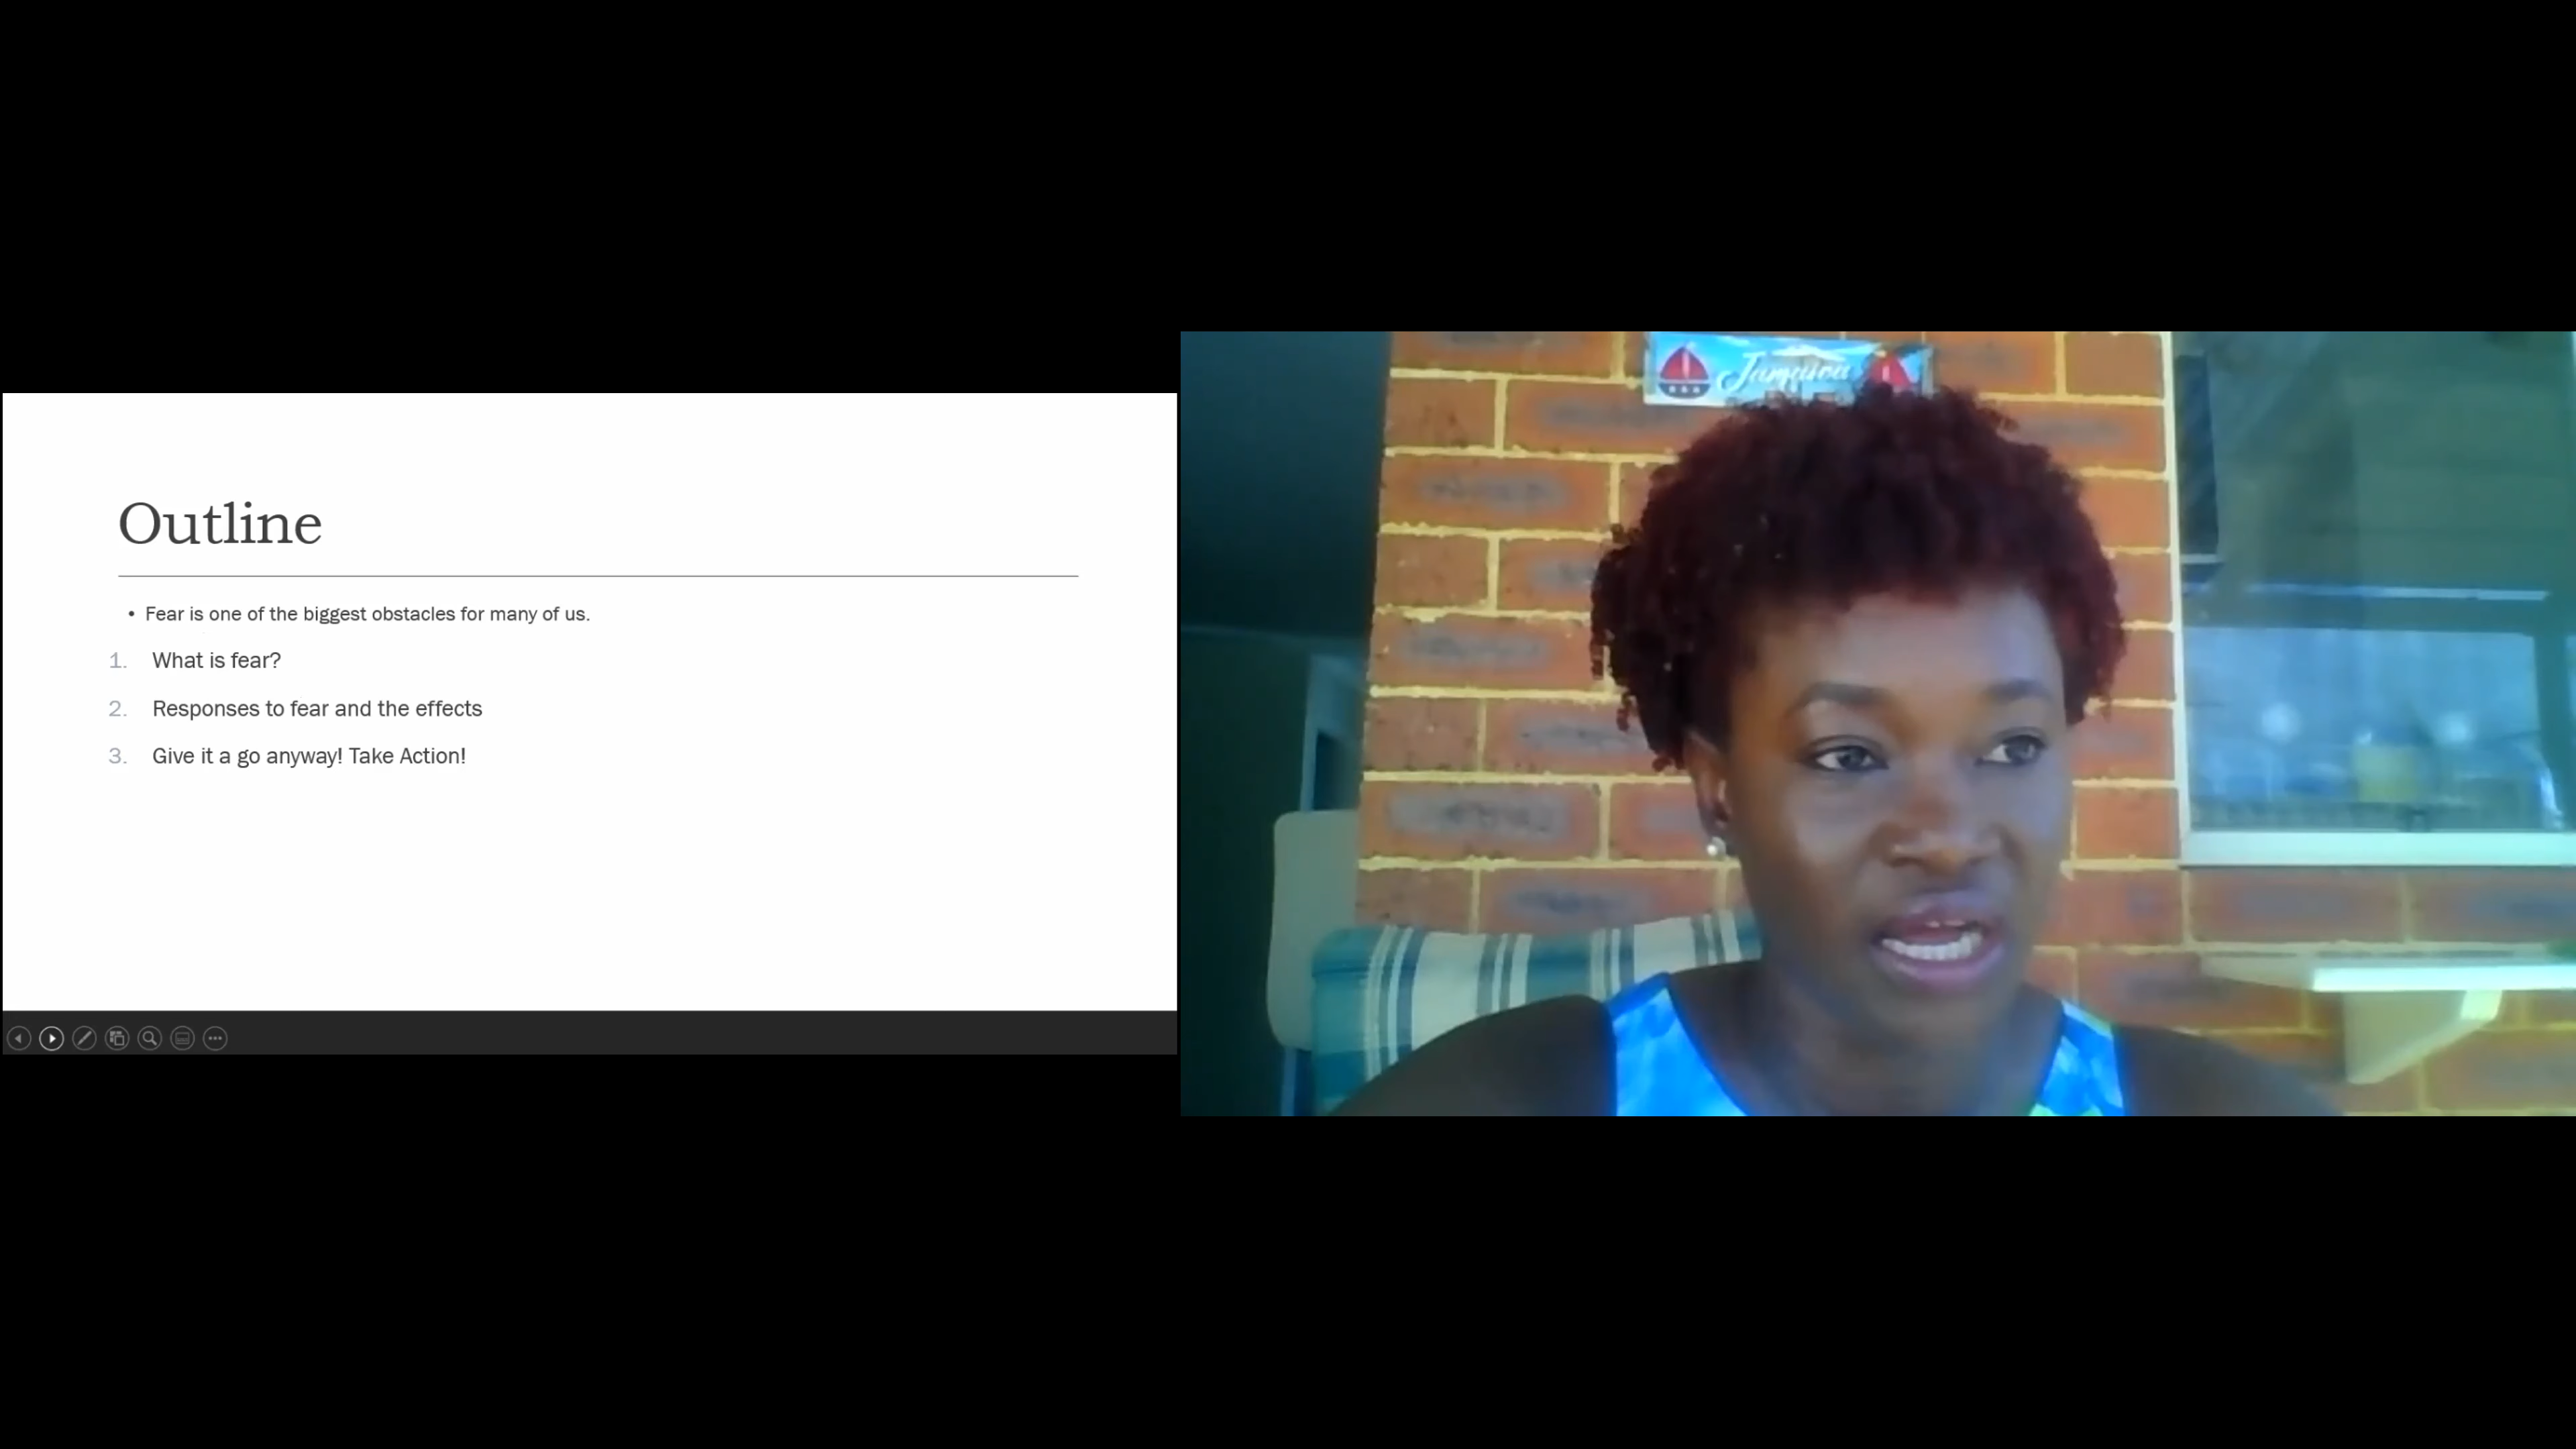 Outline
• Fear is one of the biggest obstacles for many of us.
1. What is fear?
2. Responses to fear and the effects
3. Give it a go anyway! Take Action!
Jamaica